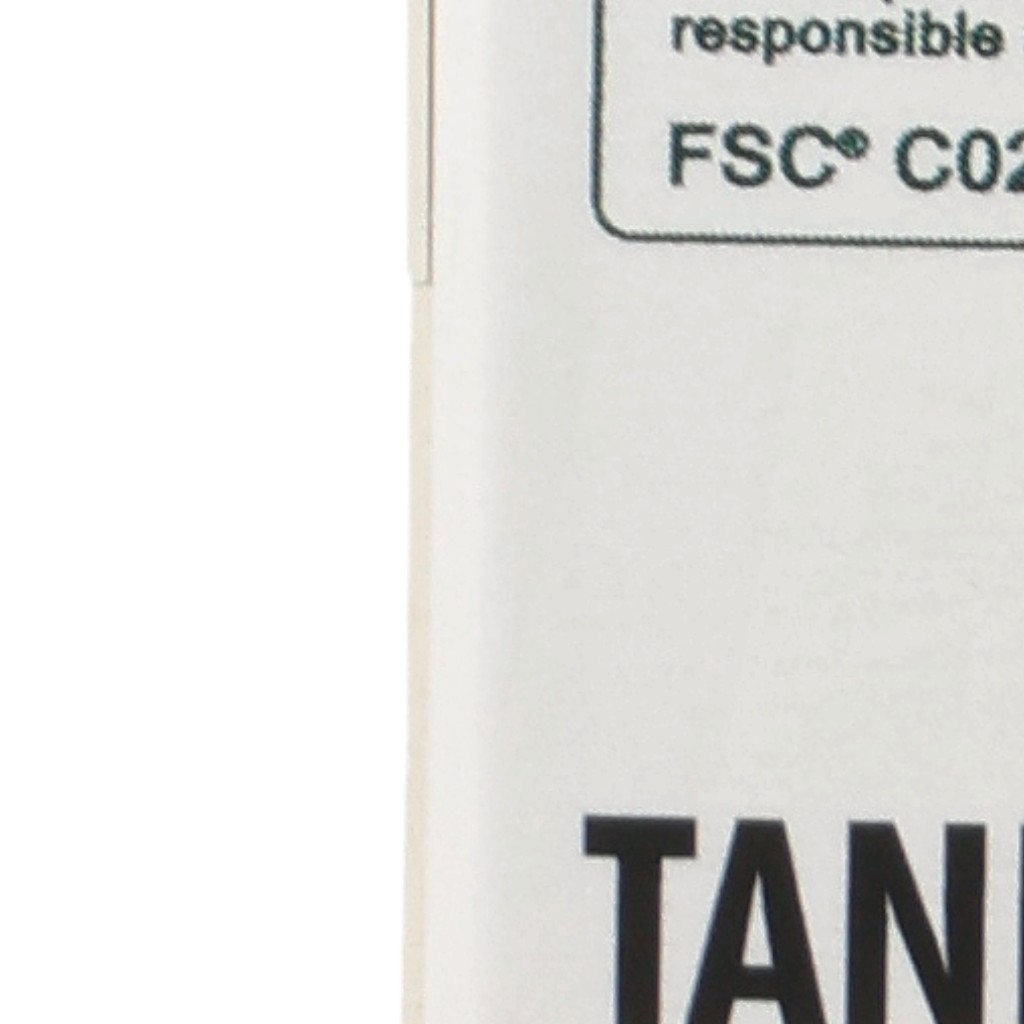 responsible
FSC® C02
TAN